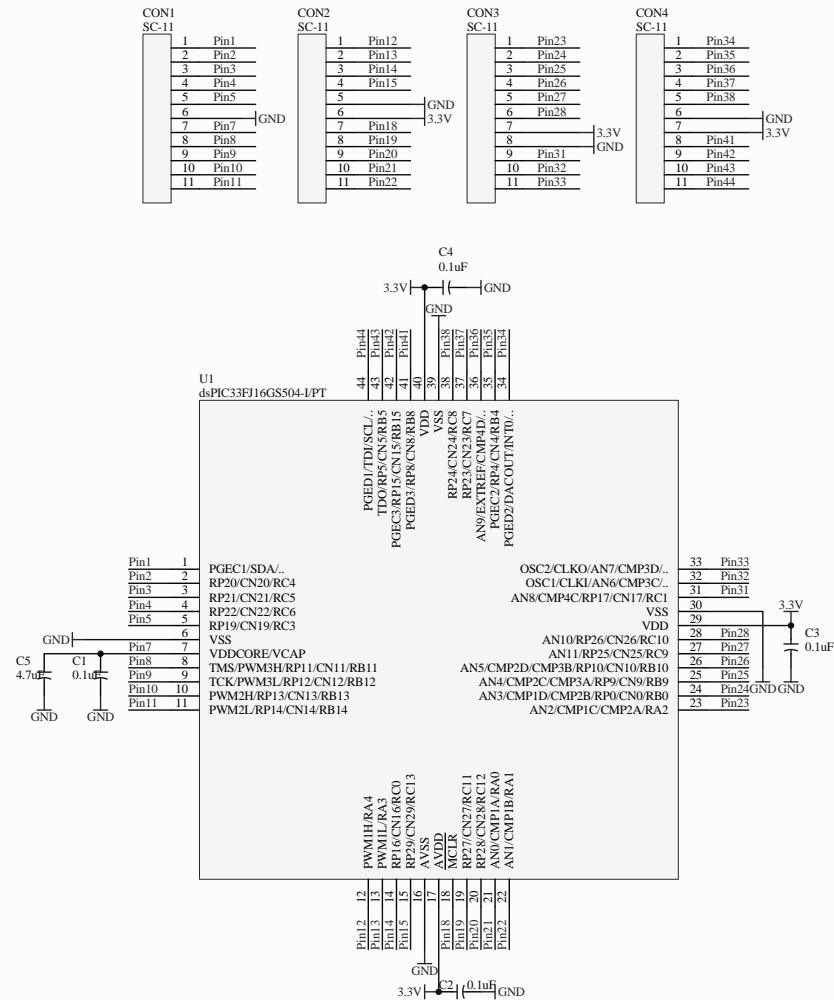 CON1
SC-11
1 Pin1
2 Pin2
3 Pin3
4 Pin4
5 Pin5
6 GND
7 Pin7
8 Pin8
9 Pin9
10 Pin10
11 Pin11
CON2
SC-11
1 Pin12
2 Pin13
3 Pin14
4 Pin15
5 GND
6 3.3V
7 Pin18
8 Pin19
9 Pin20
10 Pin21
11 Pin22
CON3
SC-11
1 Pin23
2 Pin24
3 Pin25
4 Pin26
5 Pin27
6 Pin28
7 3.3V
8 GND
9 Pin31
10 Pin32
11 Pin33
CON4
SC-11
1 Pin34
2 Pin35
3 Pin36
4 Pin37
5 Pin38
6 GND
7 3.3V
8 Pin41
9 Pin42
10 Pin43
11 Pin44
C4
0.1uF
3.3V
GND
GND
U1
dsPIC33FJ16GS504-I/PT
Pin44 44 PGED1/TDI/SCL/..
Pin43 43 TDO/RP5/CN5/RB5
Pin42 42 PGEC3/RP15/CN15/RB15
Pin41 41 PGED3/RP8/CN8/RB8
40 VDD
39 VSS
Pin38 38 RP24/CN24/RC8
Pin37 37 RP23/CN23/RC7
Pin36 36 AN9/EXTREF/CMP4D/..
Pin35 35 PGEC2/RP4/CN4/RB4
Pin34 34 PGED2/DACOUT/INT0/..
Pin1 1 PGEC1/SDA/..
Pin2 2 RP20/CN20/RC4
Pin3 3 RP21/CN21/RC5
Pin4 4 RP22/CN22/RC6
Pin5 5 RP19/CN19/RC3
GND 6 VSS
Pin7 7 VDDCORE/VCAP
Pin8 8 TMS/PWM3H/RP11/CN11/RB11
Pin9 9 TCK/PWM3L/RP12/CN12/RB12
Pin10 10 PWM2H/RP13/CN13/RB13
Pin11 11 PWM2L/RP14/CN14/RB14
C5
4.7uF
GND
C1
0.1uF
GND
OSC2/CLKO/AN7/CMP3D/.. 33 Pin33
OSC1/CLKI/AN6/CMP3C/.. 32 Pin32
AN8/CMP4C/RP17/CN17/RC1 31 Pin31
VSS 30
VDD 29
AN10/RP26/CN26/RC10 28 Pin28
AN11/RP25/CN25/RC9 27 Pin27
AN5/CMP2D/CMP3B/RP10/CN10/RB10 26 Pin26
AN4/CMP2C/CMP3A/RP9/CN9/RB9 25 Pin25
AN3/CMP1D/CMP2B/RP0/CN0/RB0 24 Pin24
AN2/CMP1C/CMP2A/RA2 23 Pin23
3.3V
C3
0.1uF
GND
GND
PWM1H/RA4 12 Pin12
PWM1L/RA3 13 Pin13
RP16/CN16/RC0 14 Pin14
RP29/CN29/RC13 15 Pin15
AVSS 16
AVDD 17
MCLR 18 Pin18
RP27/CN27/RC11 19 Pin19
RP28/CN28/RC12 20 Pin20
AN0/CMP1A/RA0 21 Pin21
AN1/CMP1B/RA1 22 Pin22
GND
3.3V
C2
0.1uF
GND